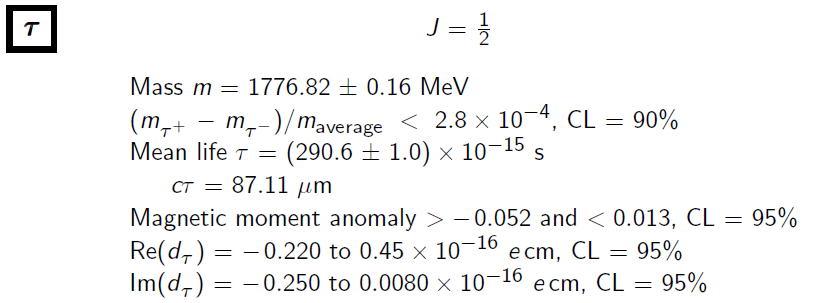 τ J = 1/2
Mass m = 1776.82 ± 0.16 MeV
(m_τ+ − m_τ−)/m_average < 2.8 × 10^−4, CL = 90%
Mean life τ = (290.6 ± 1.0) × 10^−15 s
cτ = 87.11 μm
Magnetic moment anomaly > −0.052 and < 0.013, CL = 95%
Re(d_τ) = −0.220 to 0.45 × 10^−16 e cm, CL = 95%
Im(d_τ) = −0.250 to 0.0080 × 10^−16 e cm, CL = 95%